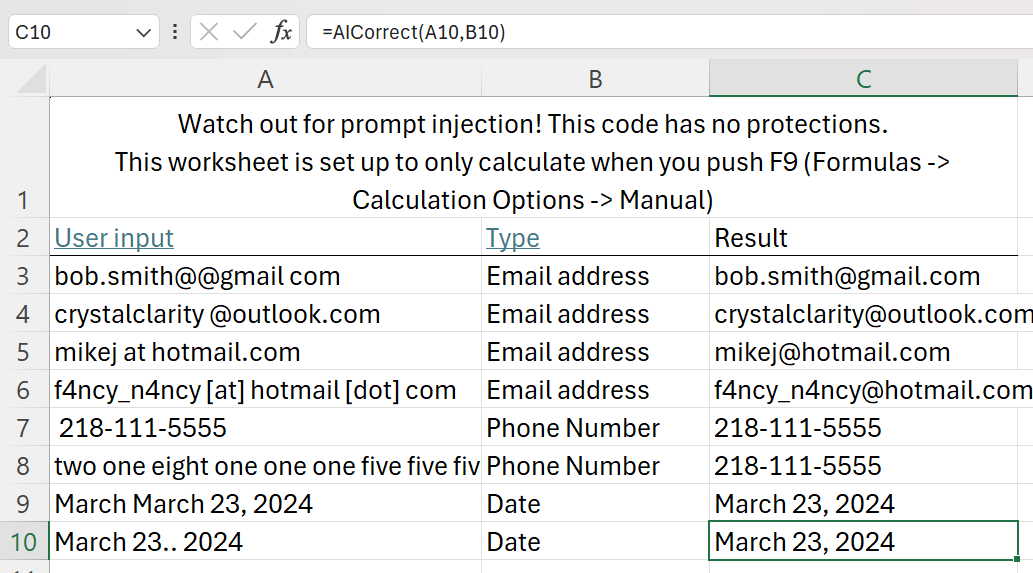 C10 fx =AICorrect(A10,B10)
A B C
1 Watch out for prompt injection! This code has no protections.
This worksheet is set up to only calculate when you push F9 (Formulas ->
Calculation Options -> Manual)
2 User input Type Result
3 bob.smith@@gmail com Email address bob.smith@gmail.com
4 crystalclarity @outlook.com Email address crystalclarity@outlook.com
5 mikej at hotmail.com Email address mikej@hotmail.com
6 f4ncy_n4ncy [at] hotmail [dot] com Email address f4ncy_n4ncy@hotmail.com
7 218-111-5555 Phone Number 218-111-5555
8 two one eight one one one five five fiv Phone Number 218-111-5555
9 March March 23, 2024 Date March 23, 2024
10 March 23.. 2024 Date March 23, 2024